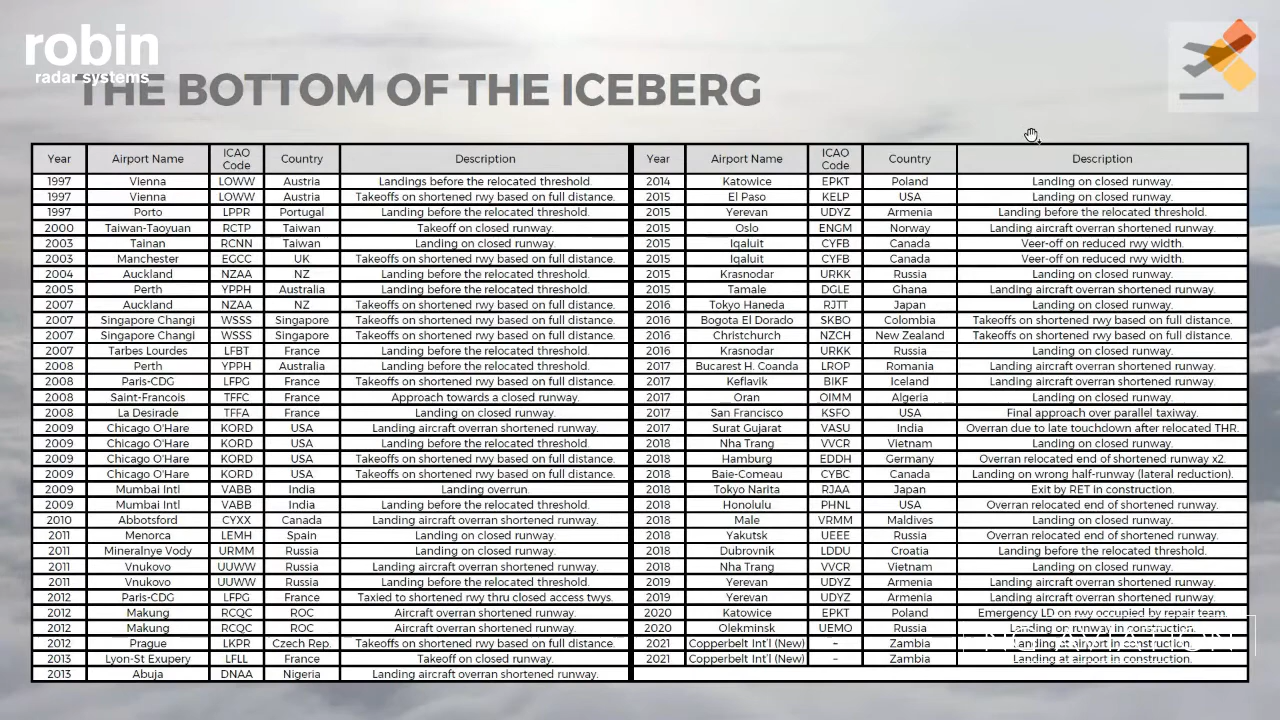 robin
radar systems
THE BOTTOM OF THE ICEBERG
Year Airport Name ICAO Code Country Description
1997 Vienna LOWW Austria Landings before the relocated threshold.
1997 Vienna LOWW Austria Takeoffs on shortened rwy based on full distance.
1997 Porto LPPR Portugal Landing before the relocated threshold.
2000 Taiwan-Taoyuan RCTP Taiwan Takeoff on closed runway.
2003 Tainan RCNN Taiwan Landing on closed runway.
2003 Manchester EGCC UK Takeoffs on shortened rwy based on full distance.
2004 Auckland NZAA NZ Landing before the relocated threshold.
2005 Perth YPPH Australia Landing before the relocated threshold.
2007 Auckland NZAA NZ Takeoffs on shortened rwy based on full distance.
2007 Singapore Changi WSSS Singapore Takeoffs on shortened rwy based on full distance.
2007 Singapore Changi WSSS Singapore Takeoffs on shortened rwy based on full distance.
2007 Tarbes Lourdes LFBT France Landing before the relocated threshold.
2008 Perth YPPH Australia Landing before the relocated threshold.
2008 Paris-CDG LFPG France Takeoffs on shortened rwy based on full distance.
2008 Saint-Francois TFFC France Approach towards a closed runway.
2008 La Desirade TFFA France Landing on closed runway.
2009 Chicago O'Hare KORD USA Landing aircraft overran shortened runway.
2009 Chicago O'Hare KORD USA Landing before the relocated threshold.
2009 Chicago O'Hare KORD USA Takeoffs on shortened rwy based on full distance.
2009 Chicago O'Hare KORD USA Takeoffs on shortened rwy based on full distance.
2009 Mumbai Intl VABB India Landing overrun.
2009 Mumbai Intl VABB India Landing before the relocated threshold.
2010 Abbotsford CYXX Canada Landing aircraft overran shortened runway.
2011 Menorca LEMH Spain Landing on closed runway.
2011 Mineralnye Vody URMM Russia Landing on closed runway.
2011 Vnukovo UUWW Russia Landing aircraft overran shortened runway.
2011 Vnukovo UUWW Russia Landing before the relocated threshold.
2012 Paris-CDG LFPG France Taxied to shortened rwy thru closed access twys.
2012 Makung RCQC ROC Aircraft overran shortened runway.
2012 Makung RCQC ROC Aircraft overran shortened runway.
2012 Prague LKPR Czech Rep. Takeoffs on shortened rwy based on full distance.
2013 Lyon-St Exupery LFLL France Takeoff on closed runway.
2013 Abuja DNAA Nigeria Landing aircraft overran shortened runway.
Year Airport Name ICAO Code Country Description
2014 Katowice EPKT Poland Landing on closed runway.
2015 El Paso KELP USA Landing on closed runway.
2015 Yerevan UDYZ Armenia Landing before the relocated threshold.
2015 Oslo ENGM Norway Landing aircraft overran shortened runway.
2015 Iqaluit CYFB Canada Veer-off on reduced rwy width.
2015 Iqaluit CYFB Canada Veer-off on reduced rwy width.
2015 Krasnodar URKK Russia Landing on closed runway.
2015 Tamale DGLE Ghana Landing aircraft overran shortened runway.
2016 Tokyo Haneda RJTT Japan Landing on closed runway.
2016 Bogota El Dorado SKBO Colombia Takeoffs on shortened rwy based on full distance.
2016 Christchurch NZCH New Zealand Takeoffs on shortened rwy based on full distance.
2016 Krasnodar URKK Russia Landing on closed runway.
2017 Bucarest H. Coanda LROP Romania Landing aircraft overran shortened runway.
2017 Keflavik BIKF Iceland Landing aircraft overran shortened runway.
2017 Oran OIMM Algeria Landing on closed runway.
2017 San Francisco KSFO USA Final approach over parallel taxiway.
2017 Surat Gujarat VASU India Overran due to late touchdown after relocated THR.
2018 Nha Trang VVCR Vietnam Landing on closed runway.
2018 Hamburg EDDH Germany Overran relocated end of shortened runway x2.
2018 Baie-Comeau CYBC Canada Landing on wrong half-runway (lateral reduction).
2018 Tokyo Narita RJAA Japan Exit by RET in construction.
2018 Honolulu PHNL USA Overran relocated end of shortened runway.
2018 Male VRMM Maldives Landing on closed runway.
2018 Yakutsk UEEE Russia Overran relocated end of shortened runway.
2018 Dubrovnik LDDU Croatia Landing before the relocated threshold.
2018 Nha Trang VVCR Vietnam Landing on closed runway.
2019 Yerevan UDYZ Armenia Landing aircraft overran shortened runway.
2019 Yerevan UDYZ Armenia Landing aircraft overran shortened runway.
2020 Katowice EPKT Poland Emergency LD on rwy occupied by repair team.
2020 Olekminsk UEMO Russia Landing on runway in construction.
2021 Copperbelt Int'l (New) – Zambia Landing at airport in construction.
2021 Copperbelt Int'l (New) – Zambia Landing at airport in construction.